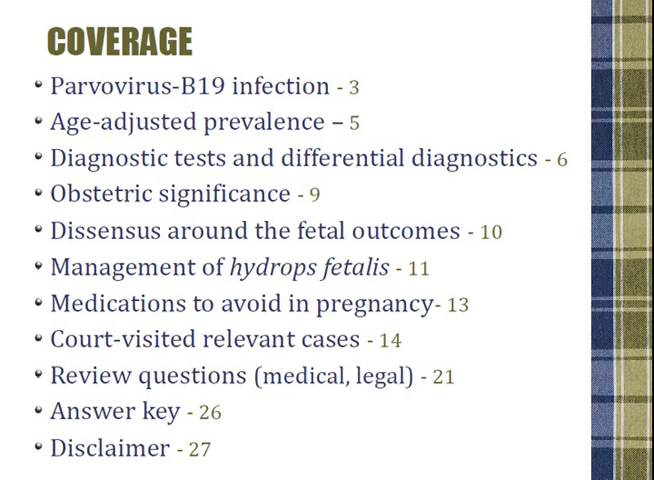 COVERAGE
• Parvovirus-B19 infection - 3
• Age-adjusted prevalence – 5
• Diagnostic tests and differential diagnostics - 6
• Obstetric significance - 9
• Dissensus around the fetal outcomes - 10
• Management of hydrops fetalis - 11
• Medications to avoid in pregnancy- 13
• Court-visited relevant cases - 14
• Review questions (medical, legal) - 21
• Answer key - 26
• Disclaimer - 27